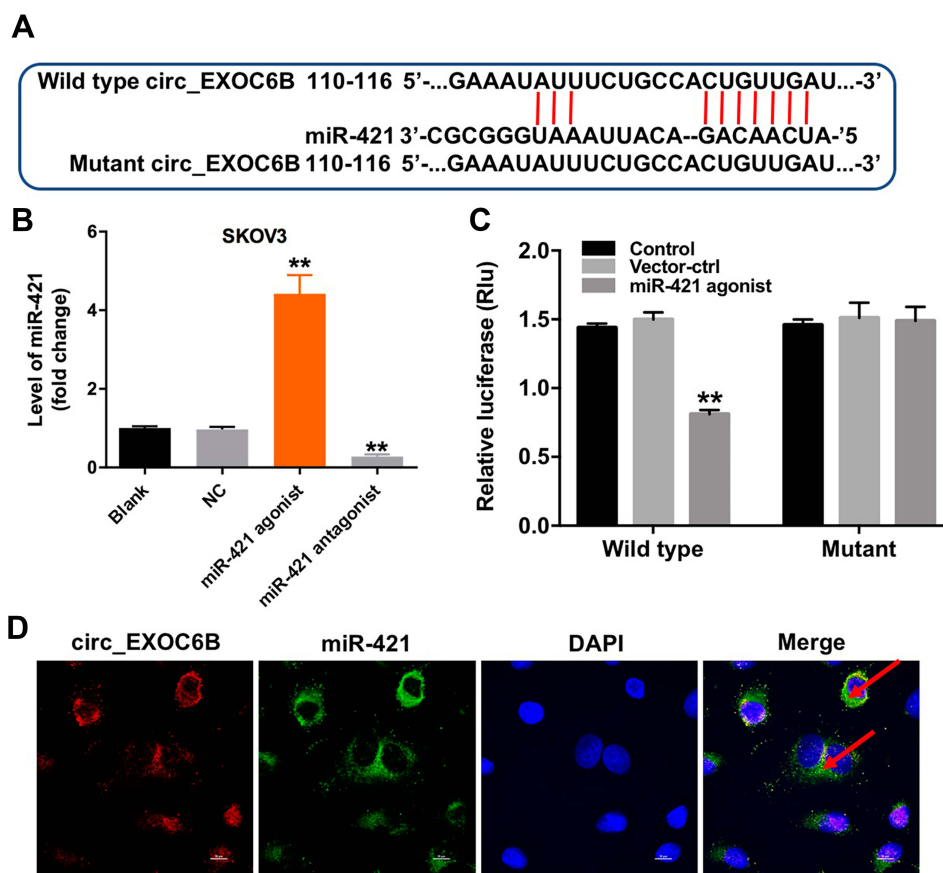 A
Wild type circ_EXOC6B 110-116 5’-...GAAAUAUUUCUGCCACUGUUGAU...-3’
miR-421 3’-CGCGGGUAAAUUACA--GACAACUA-’5
Mutant circ_EXOC6B 110-116 5’-...GAAAUAUUUCUGCCACUGUUGAU...-3’
B
SKOV3
Level of miR-421
(fold change)
6
4
2
0
**
**
Blank
NC
miR-421 agonist
miR-421 antagonist
C
Control
Vector-ctrl
miR-421 agonist
Relative luciferase (Rlu)
2.0
1.5
1.0
0.5
0.0
**
Wild type
Mutant
D
circ_EXOC6B
miR-421
DAPI
Merge